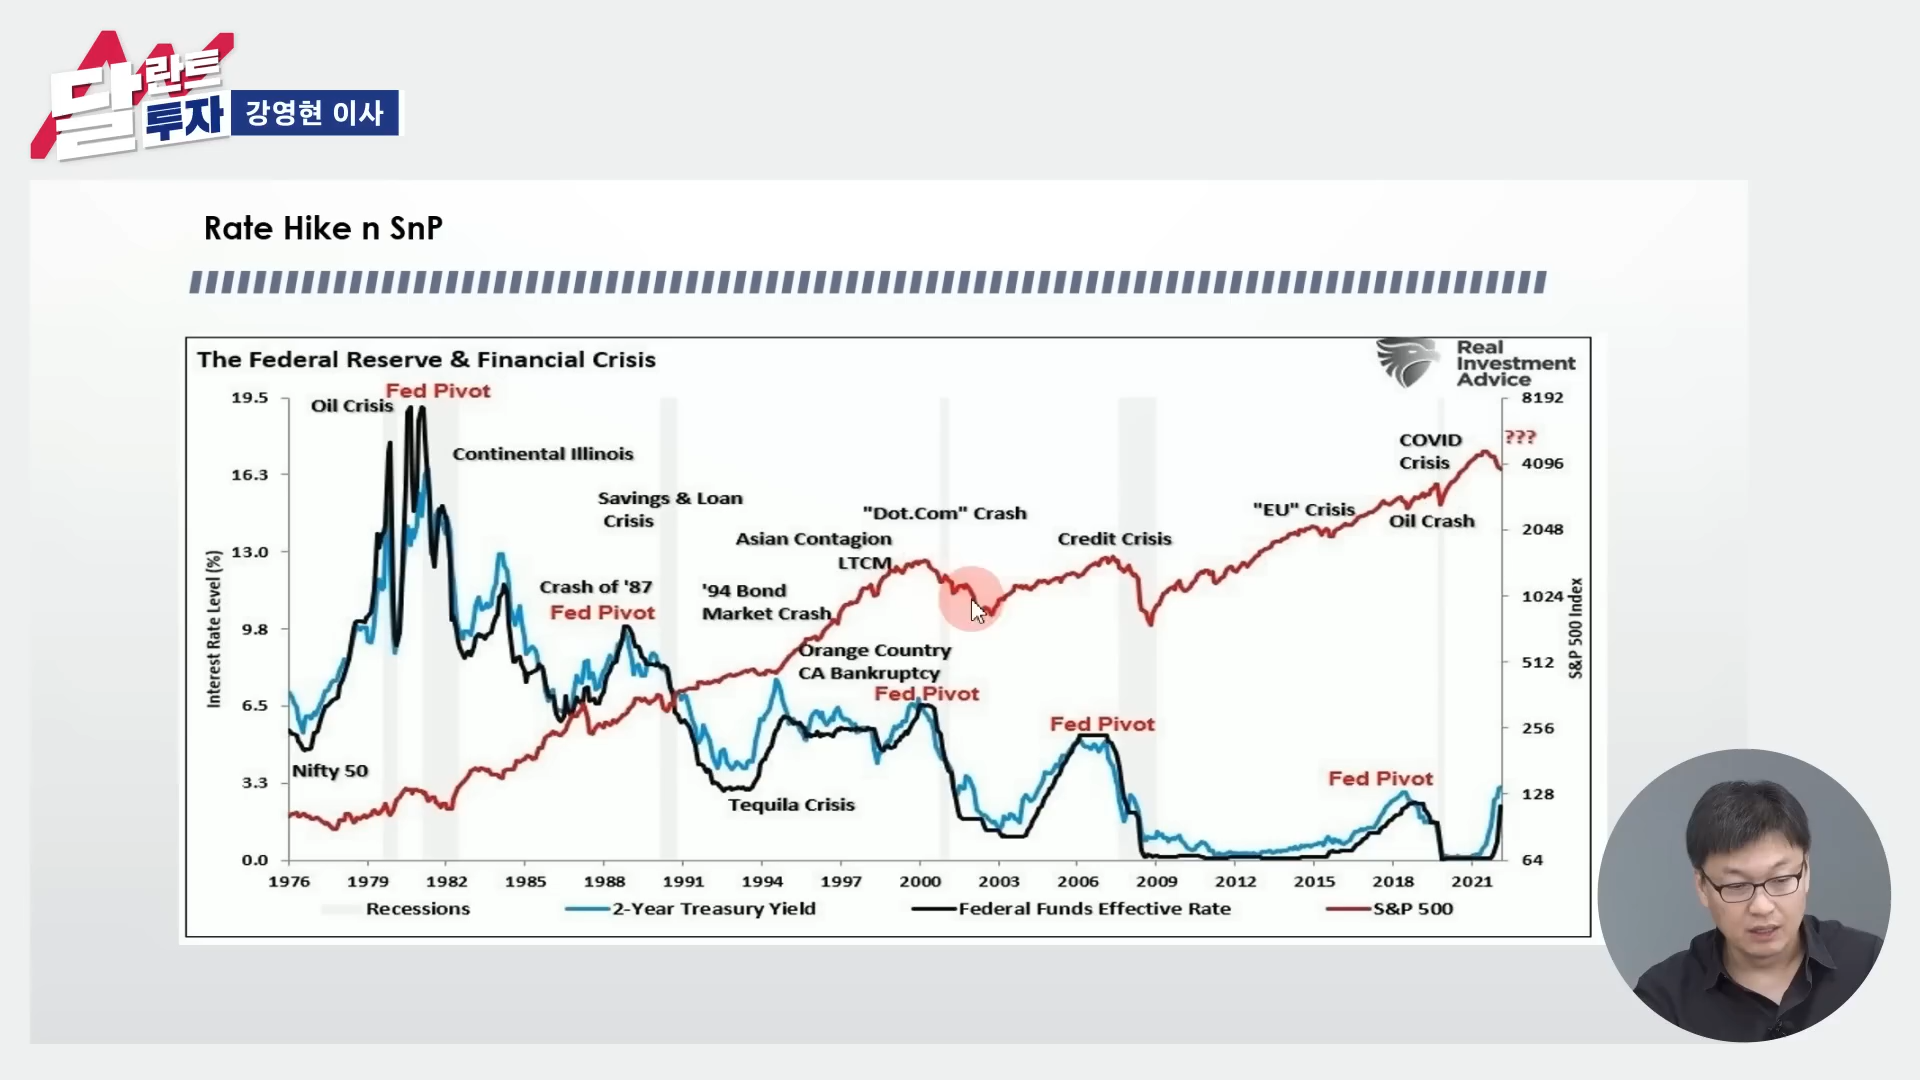 달란트
투자
강영현 이사
Rate Hike n SnP
The Federal Reserve & Financial Crisis
Real
Investment
Advice
Fed Pivot
Oil Crisis
Continental Illinois
Savings & Loan
Crisis
Crash of '87
Fed Pivot
'94 Bond
Market Crash
Asian Contagion
LTCM
"Dot.Com" Crash
Orange Country
CA Bankruptcy
Fed Pivot
Credit Crisis
Fed Pivot
"EU" Crisis
COVID
Crisis
???
Oil Crash
Fed Pivot
Nifty 50
Tequila Crisis
Interest Rate Level (%)
19.5
16.3
13.0
9.8
6.5
3.3
0.0
S&P 500 Index
8192
4096
2048
1024
512
256
128
64
1976 1979 1982 1985 1988 1991 1994 1997 2000 2003 2006 2009 2012 2015 2018 2021
Recessions 2-Year Treasury Yield Federal Funds Effective Rate S&P 500